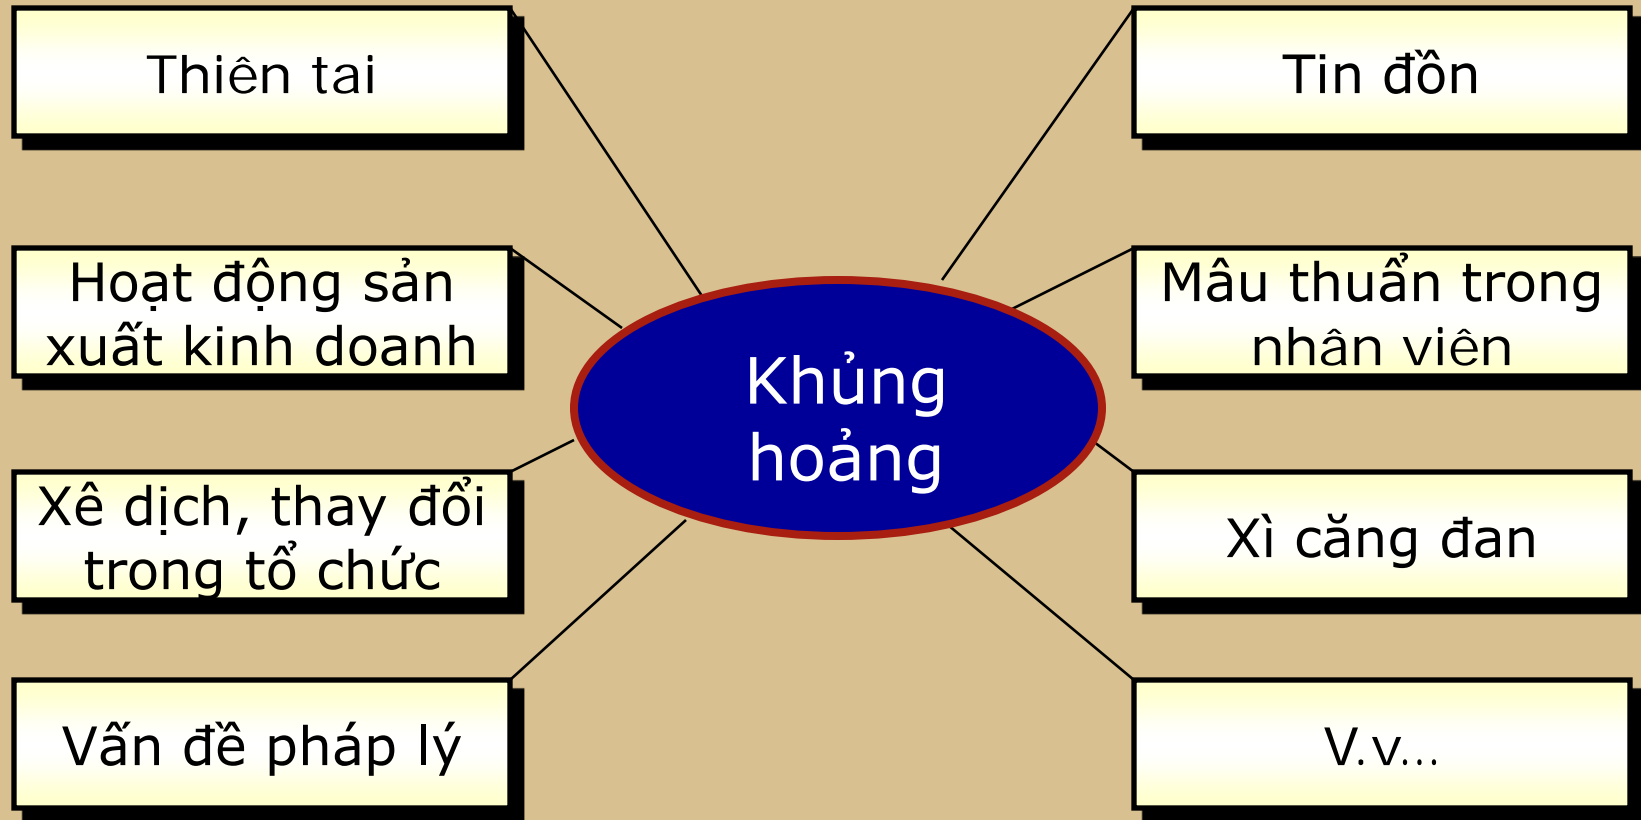 Thiên tai
Tin đồn
Hoạt động sản
xuất kinh doanh
Mâu thuẩn trong
nhân viên
Khủng
hoảng
Xê dịch, thay đổi
trong tổ chức
Xì căng đan
Vấn đề pháp lý
V.v...